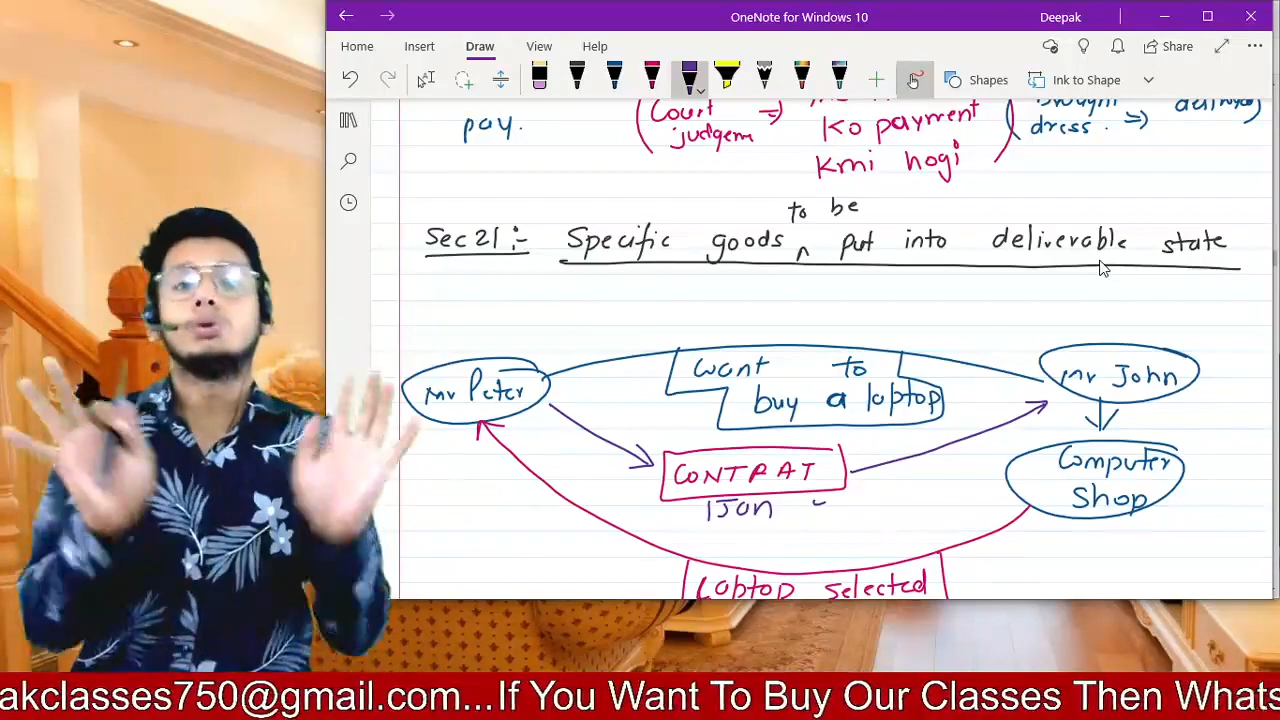 OneNote for Windows 10
Deepak
Home Insert Draw View Help
Share
Shapes
Ink to Shape
pay.
(Court judgem =>
Ko payment
kmi hogi
dress. =>
to be
Sec 21 :- Specific goods ^ put into deliverable state
Mr Peter
want to
buy a laptop
Mr John
CONTRAT
1Jan
Computer
Shop
laptop selected
akclasses750@gmail.com...If You Want To Buy Our Classes Then Whats